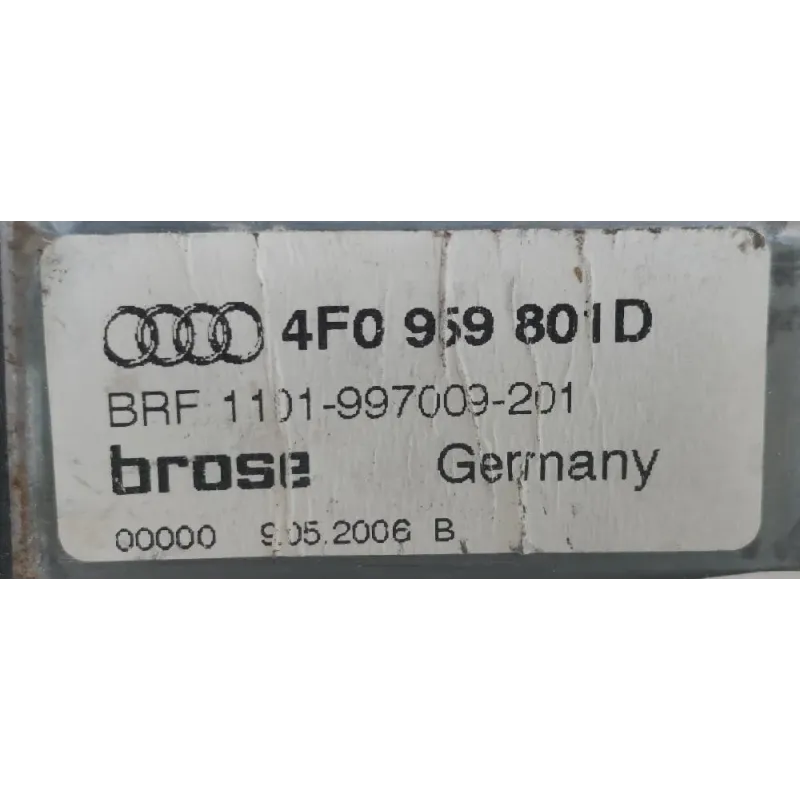 4F0 959 801D
BRF 1101-997009-201
brose Germany
00000 9.05.2006 B